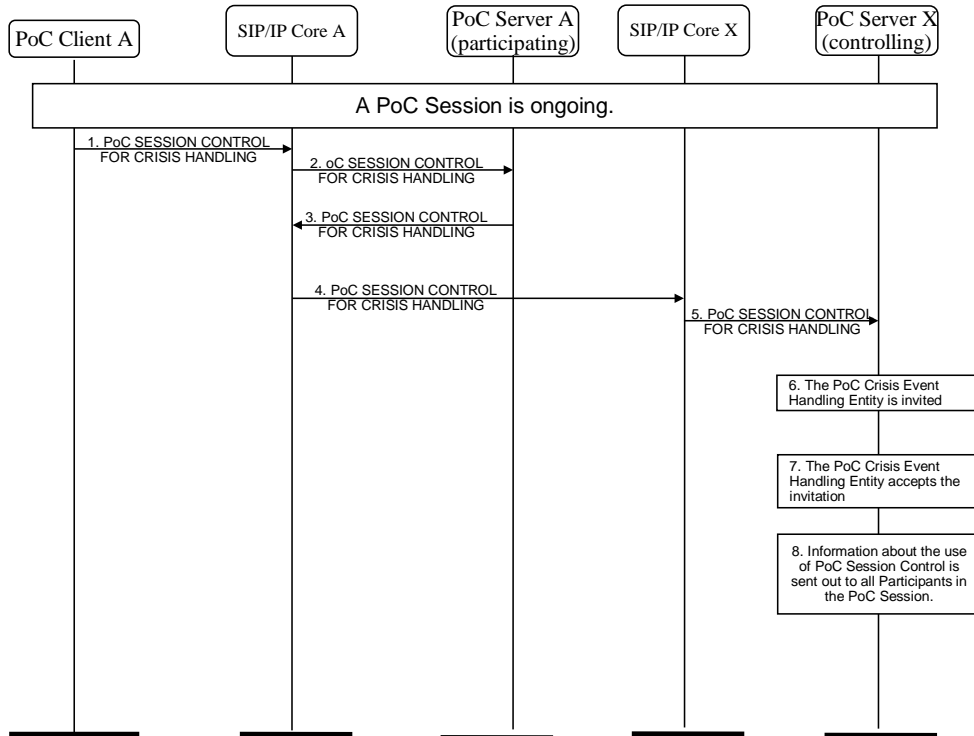 PoC Client A
SIP/IP Core A
PoC Server A
(participating)
SIP/IP Core X
PoC Server X
(controlling)
A PoC Session is ongoing.
1. PoC SESSION CONTROL
FOR CRISIS HANDLING
2. oC SESSION CONTROL
FOR CRISIS HANDLING
3. PoC SESSION CONTROL
FOR CRISIS HANDLING
4. PoC SESSION CONTROL
FOR CRISIS HANDLING
5. PoC SESSION CONTROL
FOR CRISIS HANDLING
6. The PoC Crisis Event
Handling Entity is invited
7. The PoC Crisis Event
Handling Entity accepts the
invitation
8. Information about the use
of PoC Session Control is
sent out to all Participants in
the PoC Session.